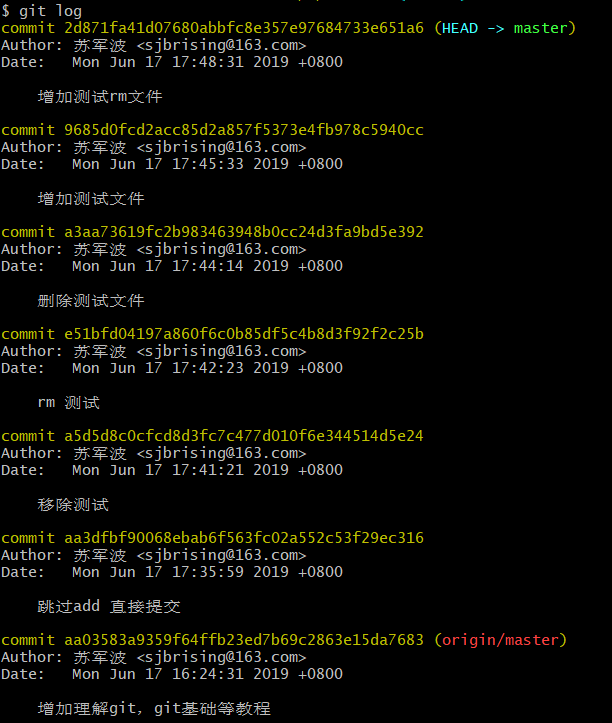 $ git log
commit 2d871fa41d07680abbfc8e357e97684733e651a6 (HEAD -> master)
Author: 苏军波 <sjbrising@163.com>
Date:   Mon Jun 17 17:48:31 2019 +0800
增加测试rm文件
commit 9685d0fcd2acc85d2a857f5373e4fb978c5940cc
Author: 苏军波 <sjbrising@163.com>
Date:   Mon Jun 17 17:45:33 2019 +0800
增加测试文件
commit a3aa73619fc2b983463948b0cc24d3fa9bd5e392
Author: 苏军波 <sjbrising@163.com>
Date:   Mon Jun 17 17:44:14 2019 +0800
删除测试文件
commit e51bfd04197a860f6c0b85df5c4b8d3f92f2c25b
Author: 苏军波 <sjbrising@163.com>
Date:   Mon Jun 17 17:42:23 2019 +0800
rm 测试
commit a5d5d8c0cfcd8d3fc7c477d010f6e344514d5e24
Author: 苏军波 <sjbrising@163.com>
Date:   Mon Jun 17 17:41:21 2019 +0800
移除测试
commit aa3dfbf90068ebab6f563fc02a552c53f29ec316
Author: 苏军波 <sjbrising@163.com>
Date:   Mon Jun 17 17:35:59 2019 +0800
跳过add 直接提交
commit aa03583a9359f64ffb23ed7b69c2863e15da7683 (origin/master)
Author: 苏军波 <sjbrising@163.com>
Date:   Mon Jun 17 16:24:31 2019 +0800
增加理解git，git基础等教程